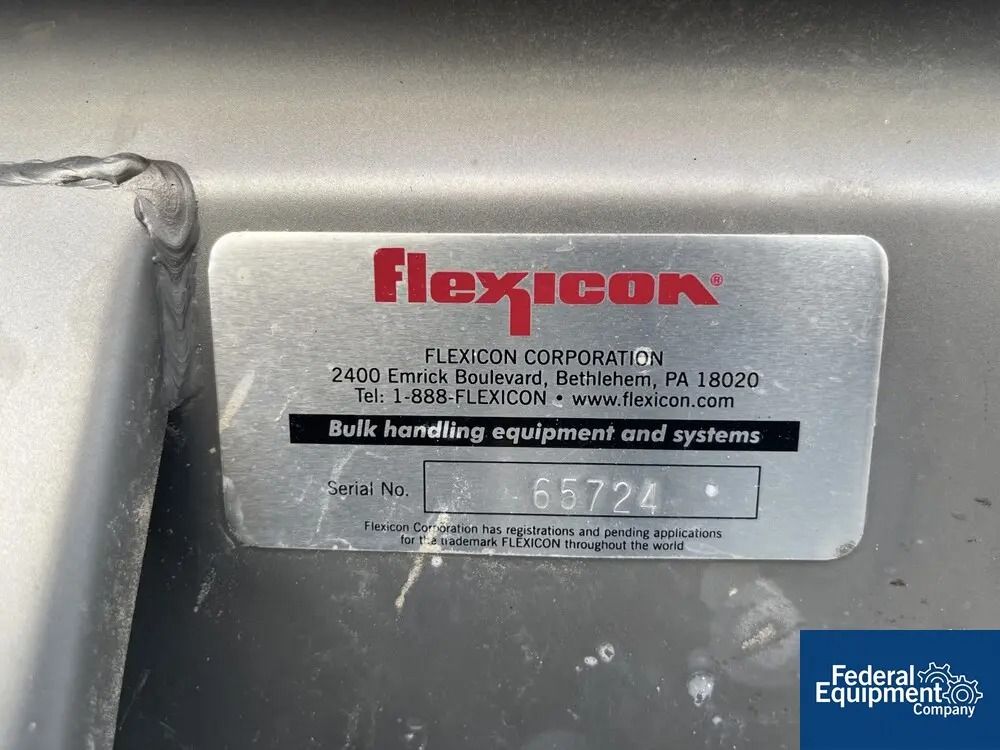 flexicon®
FLEXICON CORPORATION
2400 Emrick Boulevard, Bethlehem, PA 18020
Tel: 1-888-FLEXICON • www.flexicon.com
Bulk handling equipment and systems
Serial No. 65724
Flexicon Corporation has registrations and pending applications
for the trademark FLEXICON throughout the world
Federal
Equipment
Company